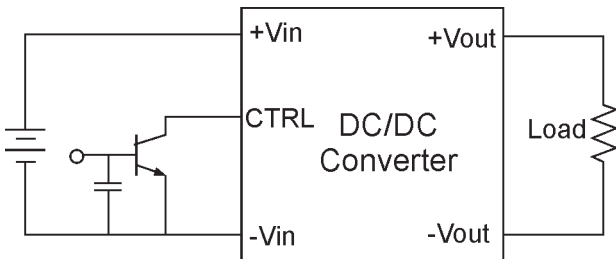 +Vin
+Vout
CTRL
DC/DC
Converter
Load
-Vin
-Vout